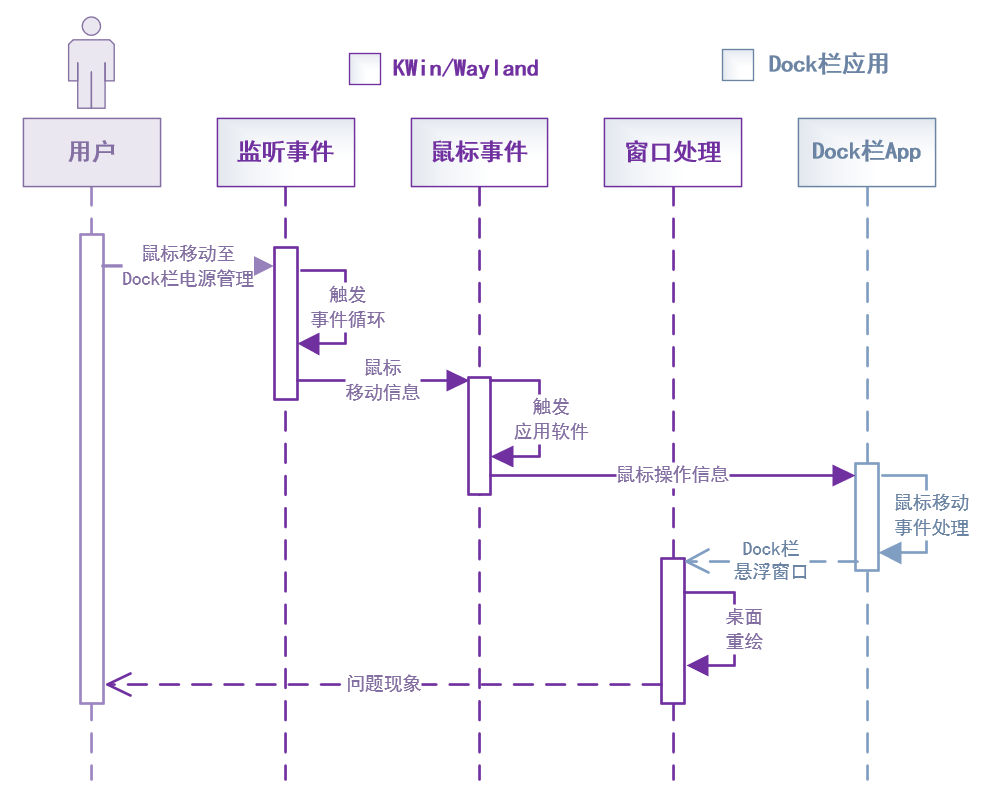 KWin/Wayland
Dock栏应用
用户
监听事件
鼠标事件
窗口处理
Dock栏App
鼠标移动至
Dock栏电源管理
触发
事件循环
鼠标
移动信息
触发
应用软件
鼠标操作信息
鼠标移动
事件处理
Dock栏
悬浮窗口
桌面
重绘
问题现象